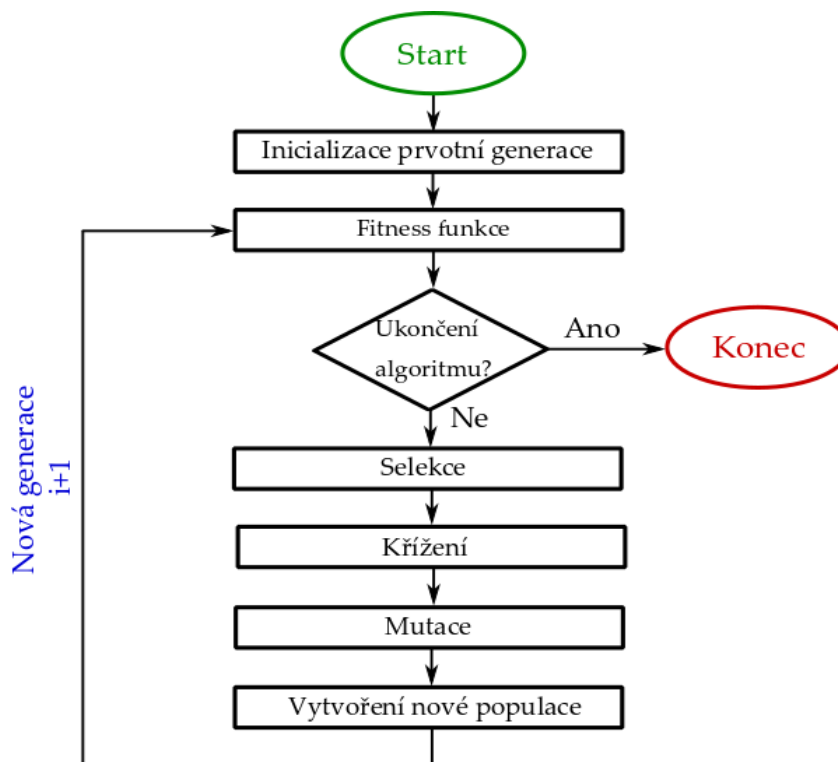 Start
Inicializace prvotní generace
Fitness funkce
Ukončení
algoritmu?
Ano
Konec
Ne
Selekce
Křížení
Mutace
Vytvoření nové populace
Nová generace
i+1